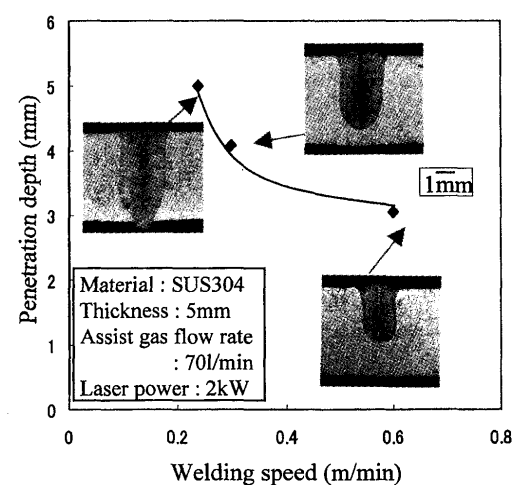 6
5
4
3
2
1
0
Penetration depth (mm)
1mm
Material : SUS304
Thickness : 5mm
Assist gas flow rate
: 70l/min
Laser power : 2kW
0 0.2 0.4 0.6 0.8
Welding speed (m/min)